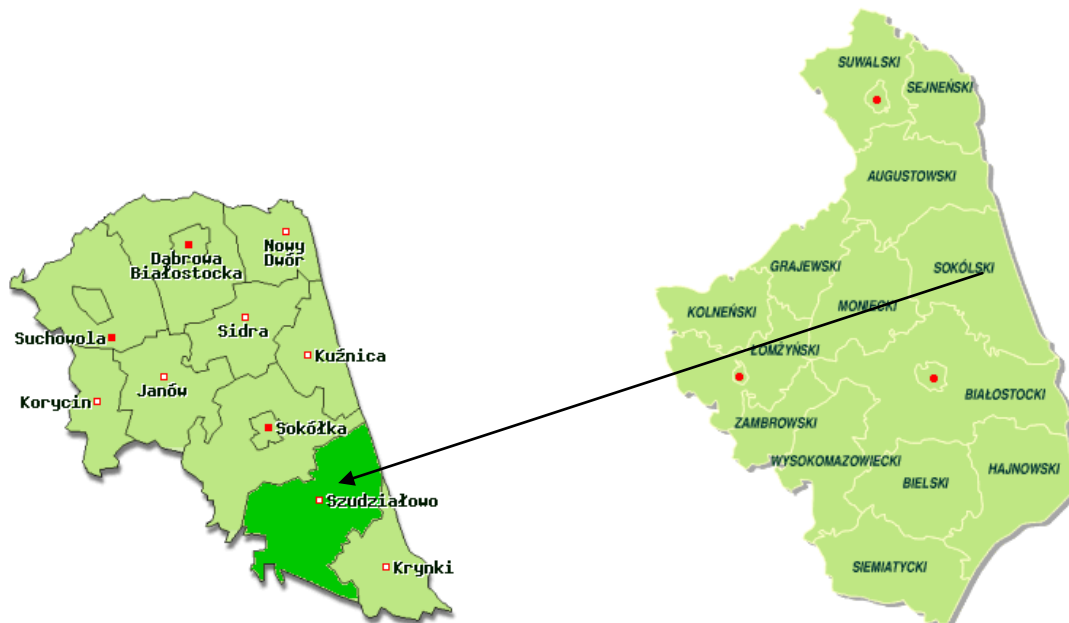 Nowy
Dwór
Dąbrowa
Białostocka
Sidra
Suchowola
Kuźnica
Janów
Korycin
Sokółka
Szudziałowo
Krynki
SUWALSKI
SEJNEŃSKI
AUGUSTOWSKI
GRAJEWSKI
SOKÓLSKI
KOLNEŃSKI
MONIECKI
ŁOMŻYŃSKI
BIAŁOSTOCKI
ZAMBROWSKI
WYSOKOMAZOWIECKI
HAJNOWSKI
BIELSKI
SIEMIATYCKI